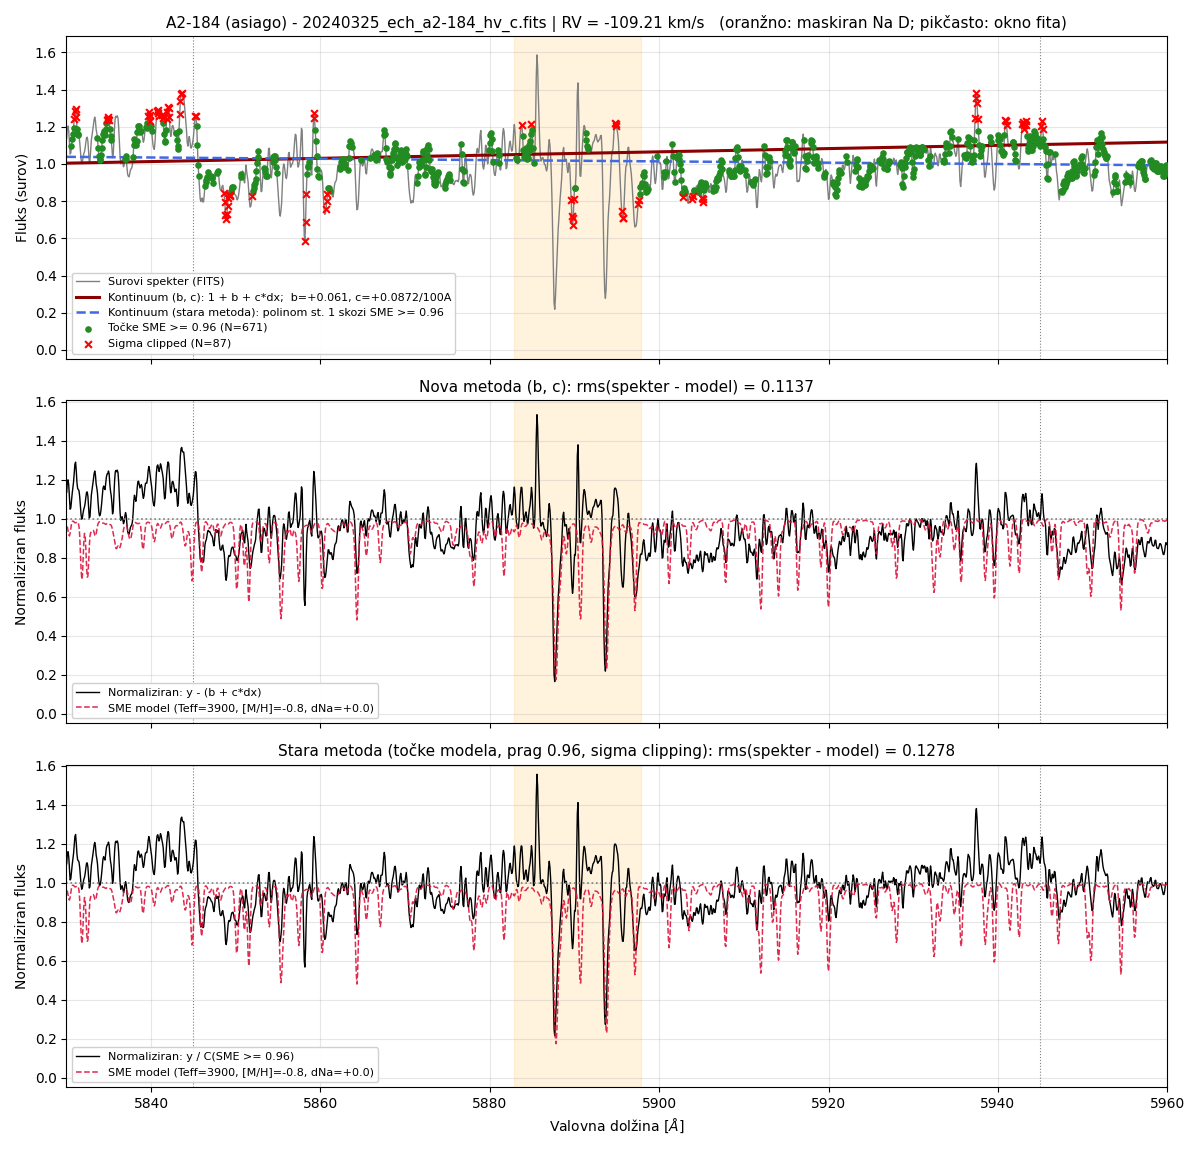 A2-184 (asiago) - 20240325_ech_a2-184_hv_c.fits | RV = -109.21 km/s   (oranžno: maskiran Na D; pikčasto: okno fita)
1.6
1.4
1.2
1.0
0.8
0.6
0.4
0.2
0.0
Fluks (surov)
Surovi spekter (FITS)
Kontinuum (b, c): 1 + b + c*dx;  b=+0.061, c=+0.0872/100A
Kontinuum (stara metoda): polinom st. 1 skozi SME >= 0.96
Točke SME >= 0.96 (N=671)
Sigma clipped (N=87)
Nova metoda (b, c): rms(spekter - model) = 0.1137
1.6
1.4
1.2
1.0
0.8
0.6
0.4
0.2
0.0
Normaliziran fluks
Normaliziran: y - (b + c*dx)
SME model (Teff=3900, [M/H]=-0.8, dNa=+0.0)
Stara metoda (točke modela, prag 0.96, sigma clipping): rms(spekter - model) = 0.1278
1.6
1.4
1.2
1.0
0.8
0.6
0.4
0.2
0.0
Normaliziran fluks
Normaliziran: y / C(SME >= 0.96)
SME model (Teff=3900, [M/H]=-0.8, dNa=+0.0)
5840 5860 5880 5900 5920 5940 5960
Valovna dolžina [Å]